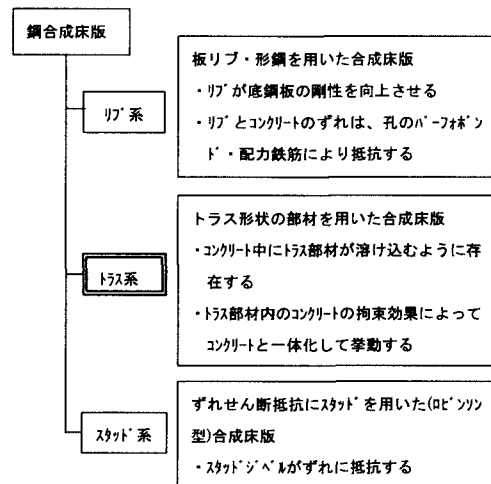 鋼合成床版
リブ系
板リブ・形鋼を用いた合成床版
・リブが底鋼板の剛性を向上させる
・リブとコンクリートのずれは、孔のパーフォボン
ド・配力鉄筋により抵抗する
トラス系
トラス形状の部材を用いた合成床版
・コンクリート中にトラス部材が溶け込むように存
在する
・トラス部材内のコンクリートの拘束効果によって
コンクリートと一体化して挙動する
スタッド系
ずれせん断抵抗にスタッドを用いた(ロビンソン
型)合成床版
・スタッドジベルがずれに抵抗する